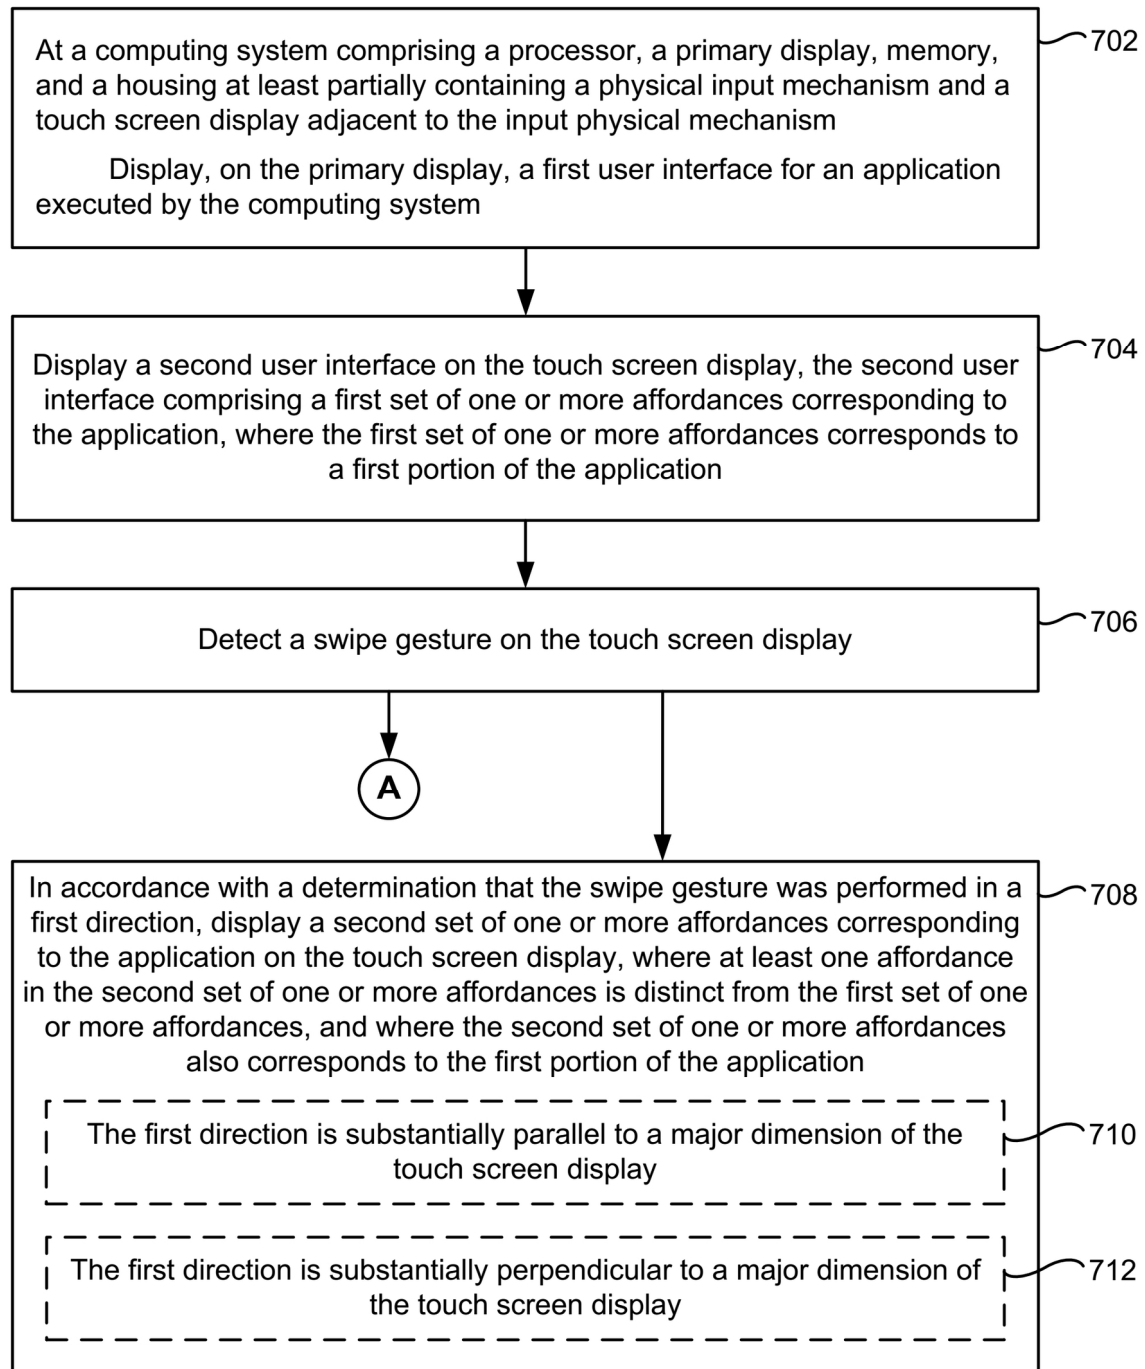 At a computing system comprising a processor, a primary display, memory,
and a housing at least partially containing a physical input mechanism and a
touch screen display adjacent to the input physical mechanism
Display, on the primary display, a first user interface for an application
executed by the computing system
702
Display a second user interface on the touch screen display, the second user
interface comprising a first set of one or more affordances corresponding to
the application, where the first set of one or more affordances corresponds to
a first portion of the application
704
Detect a swipe gesture on the touch screen display
706
A
In accordance with a determination that the swipe gesture was performed in a
first direction, display a second set of one or more affordances corresponding
to the application on the touch screen display, where at least one affordance
in the second set of one or more affordances is distinct from the first set of one
or more affordances, and where the second set of one or more affordances
also corresponds to the first portion of the application
708
The first direction is substantially parallel to a major dimension of the
touch screen display
710
The first direction is substantially perpendicular to a major dimension of
the touch screen display
712